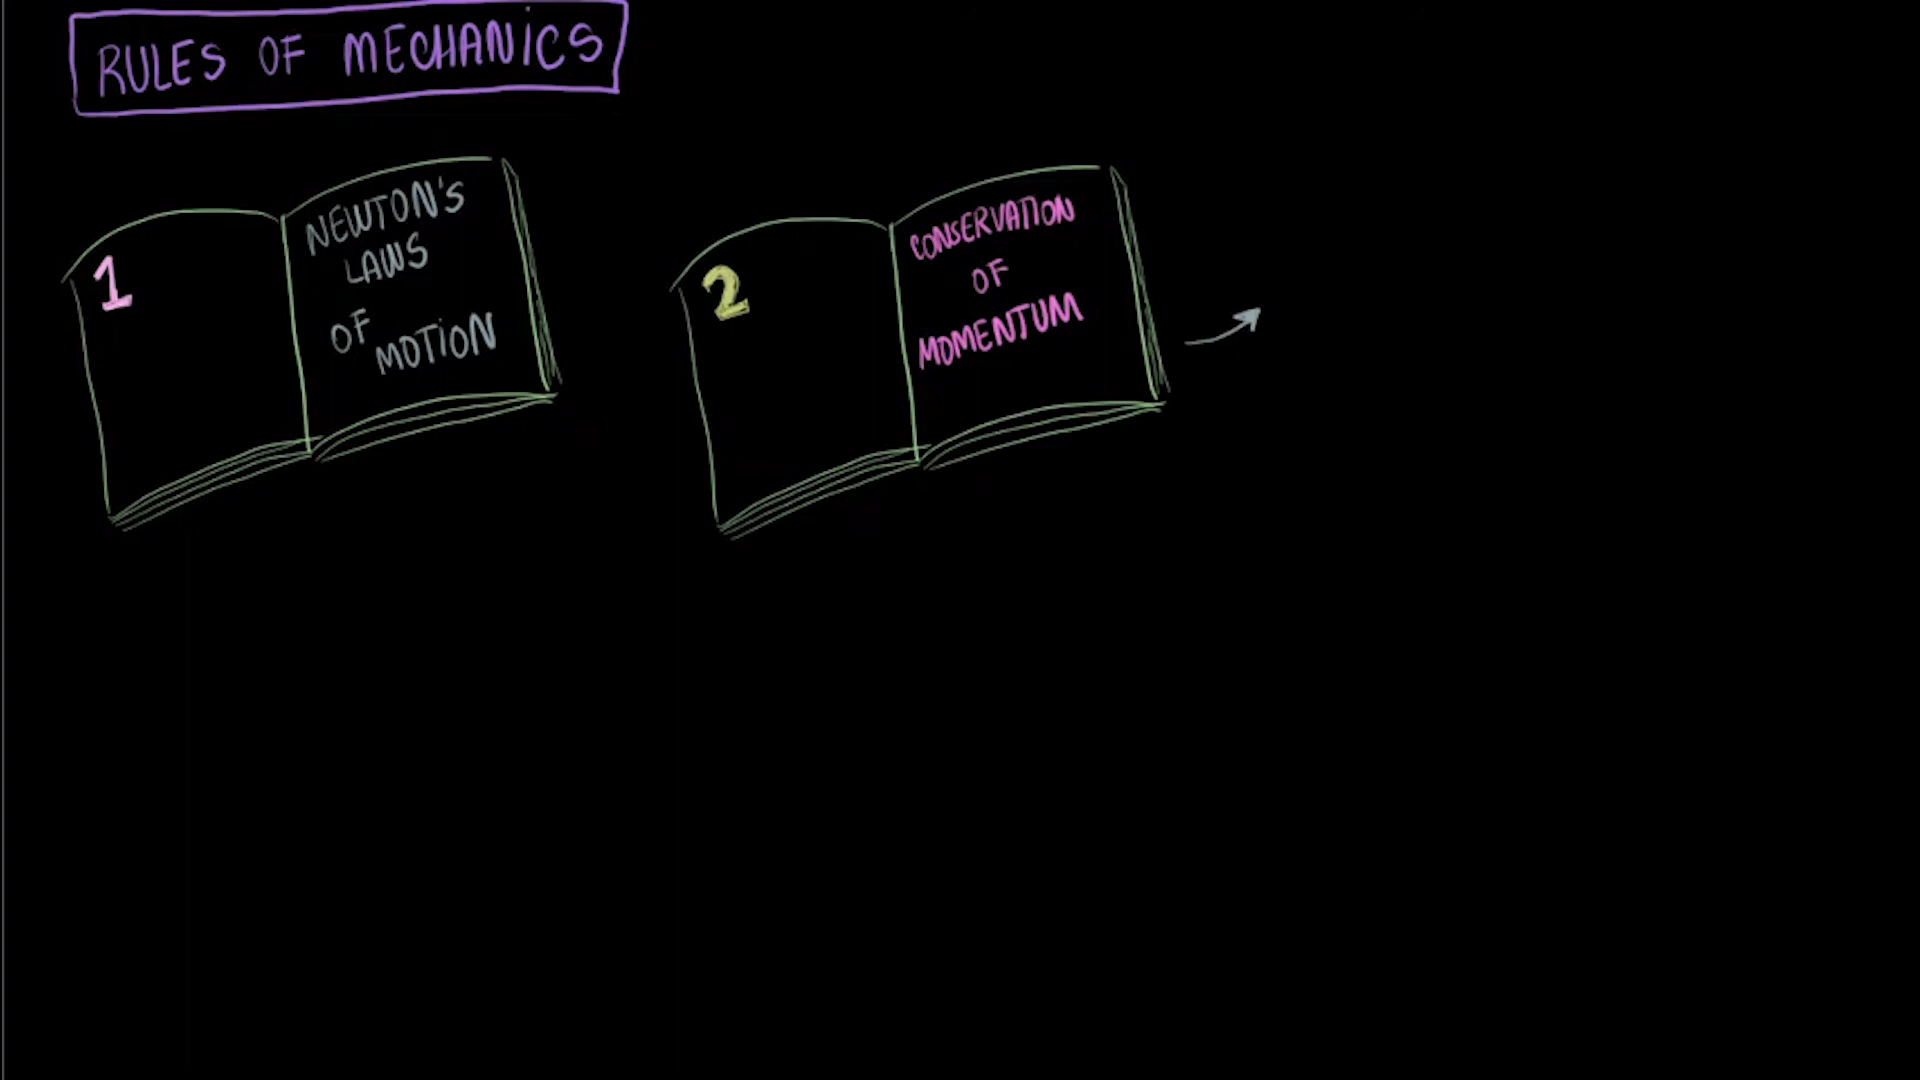 RULES OF MECHANICS
1
NEWTON'S
LAWS
OF
MOTION
2
CONSERVATION
OF
MOMENTUM